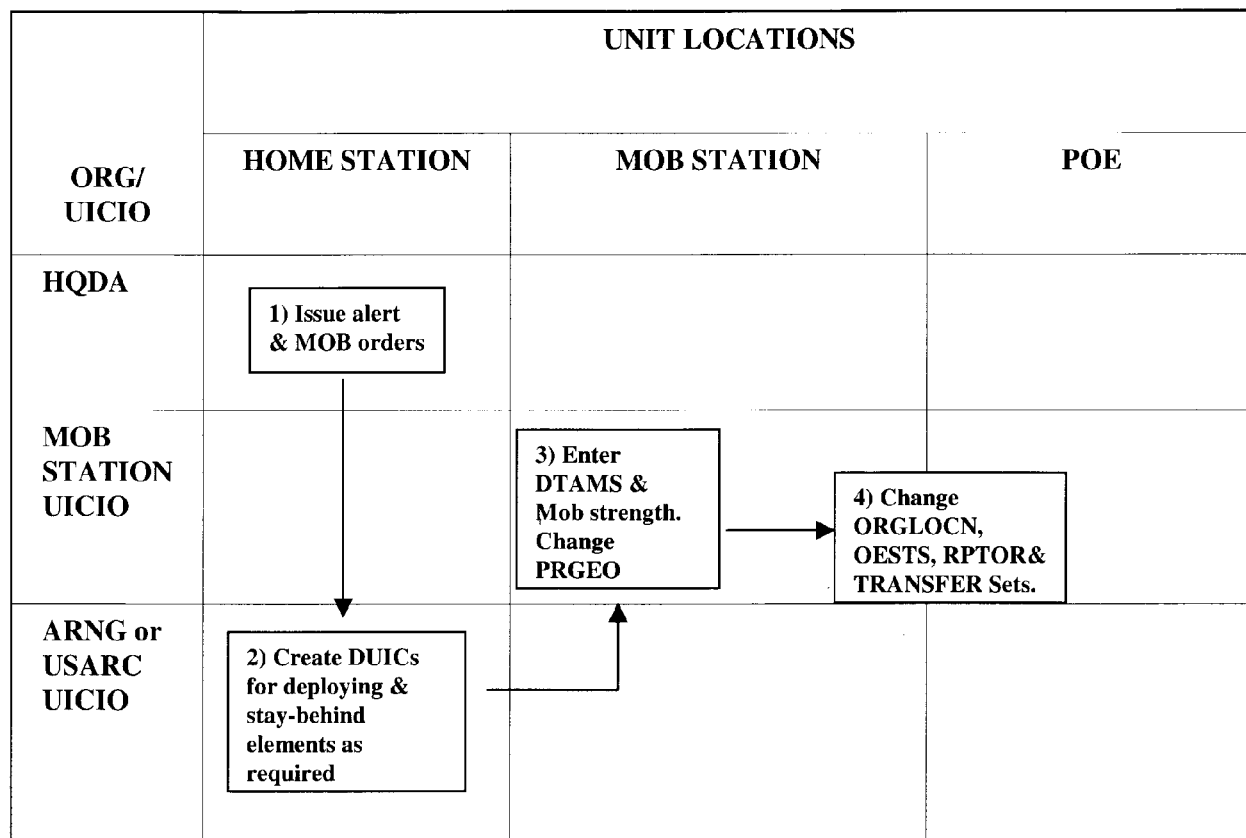 UNIT LOCATIONS
ORG/
UICIO
HOME STATION
MOB STATION
POE
HQDA
1) Issue alert
& MOB orders
MOB
STATION
UICIO
3) Enter
DTAMS &
Mob strength.
Change
PRGEO
4) Change
ORGLOCN,
OESTS, RPTOR&
TRANSFER Sets.
ARNG or
USARC
UICIO
2) Create DUICs
for deploying &
stay-behind
elements as
required